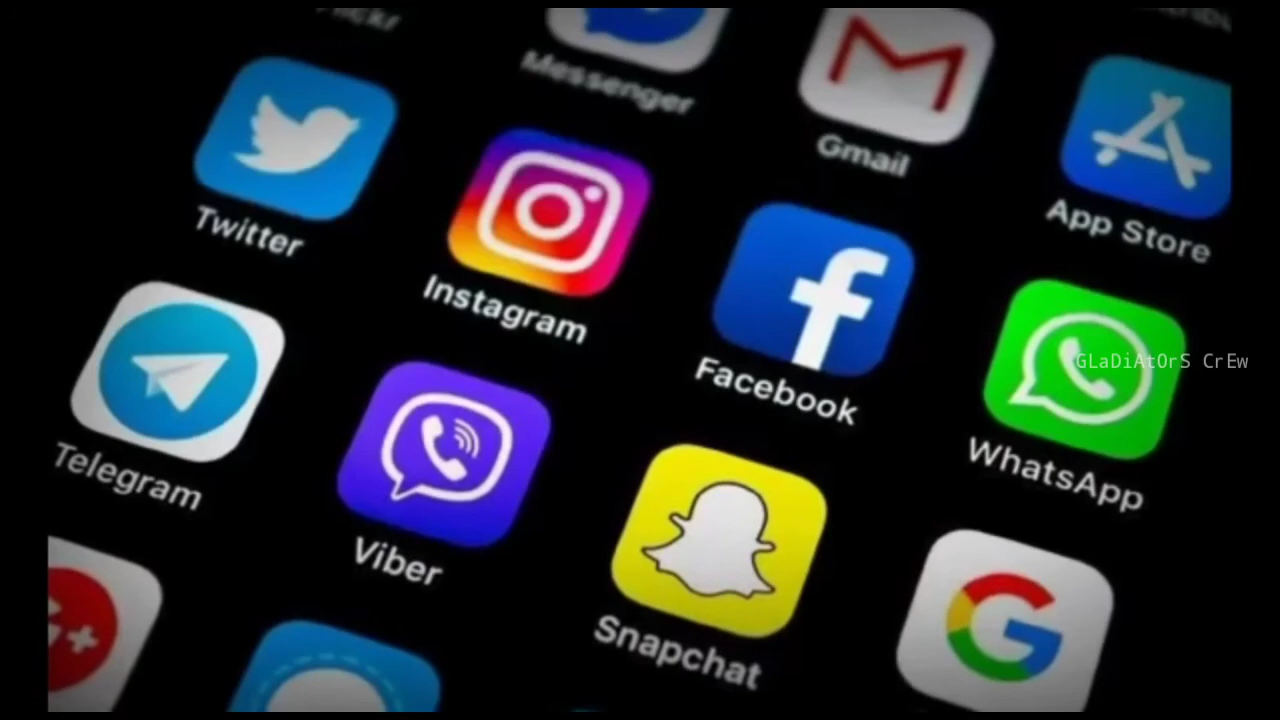 Messenger
Gmail
App Store
Twitter
Instagram
Facebook
WhatsApp
Telegram
Viber
Snapchat
GLaDiAtOrS CrEw